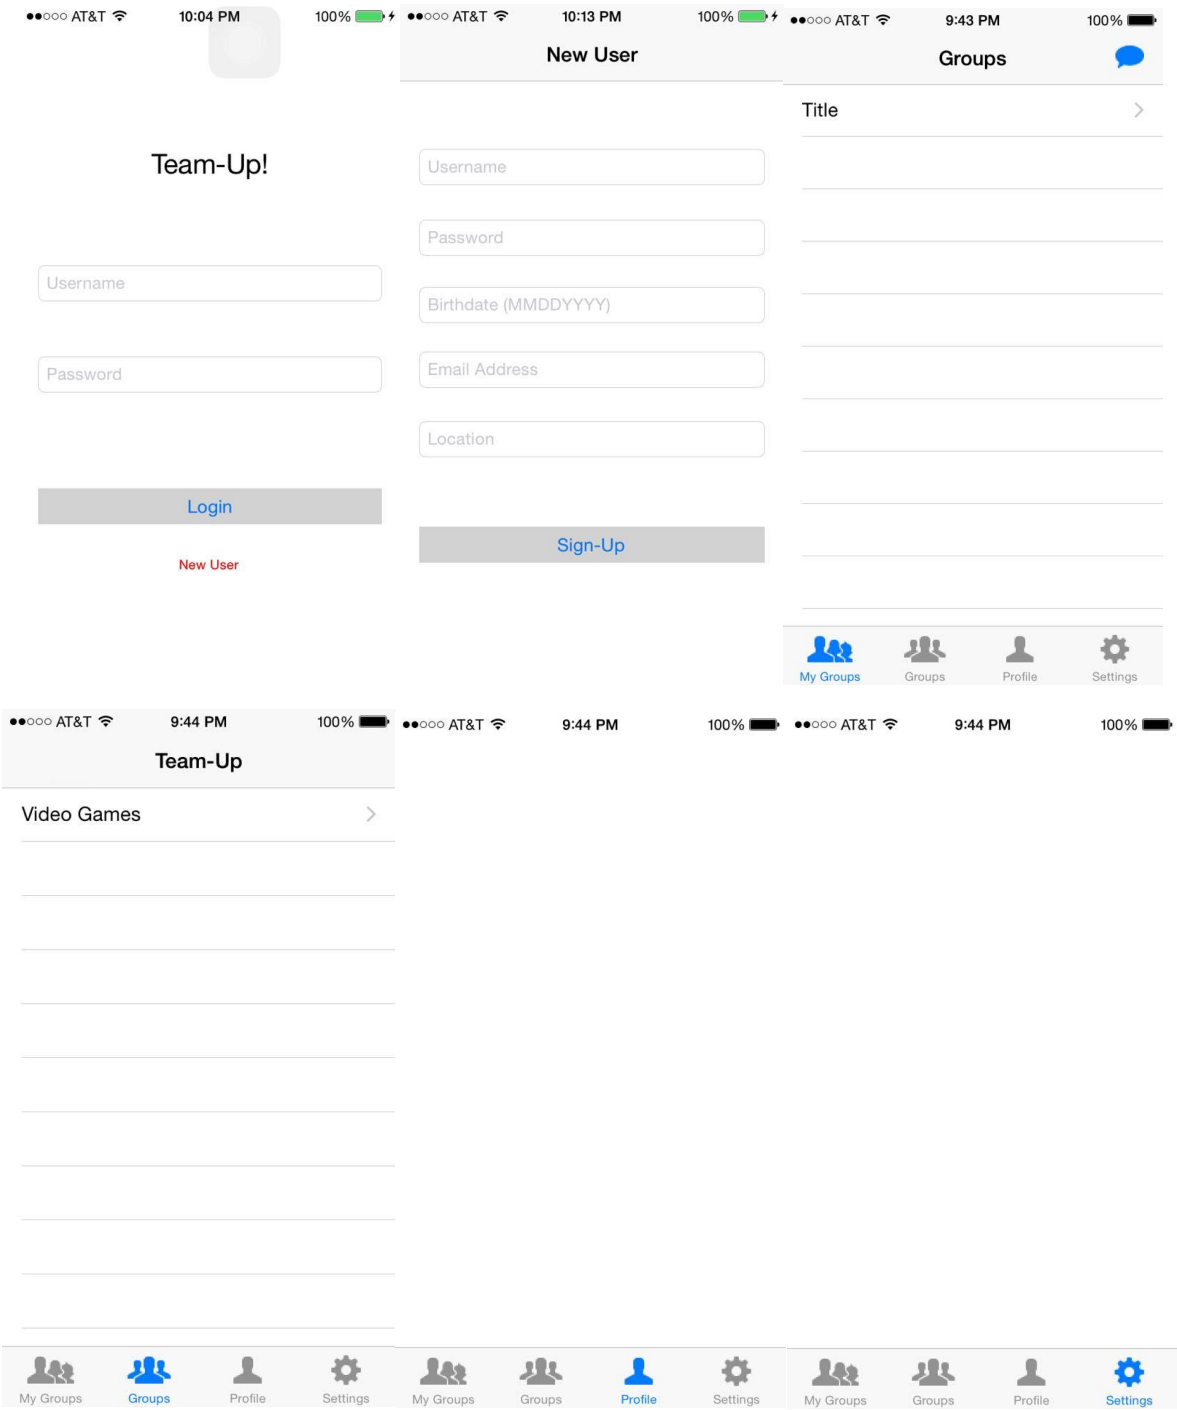 AT&T 10:04 PM 100%
Team-Up!
Username
Password
Login
New User
AT&T 10:13 PM 100%
New User
Username
Password
Birthdate (MMDDYYYY)
Email Address
Location
Sign-Up
AT&T 9:43 PM 100%
Groups
Title
My Groups Groups Profile Settings
AT&T 9:44 PM 100%
Team-Up
Video Games
My Groups Groups Profile Settings
AT&T 9:44 PM 100%
My Groups Groups Profile Settings
AT&T 9:44 PM 100%
My Groups Groups Profile Settings